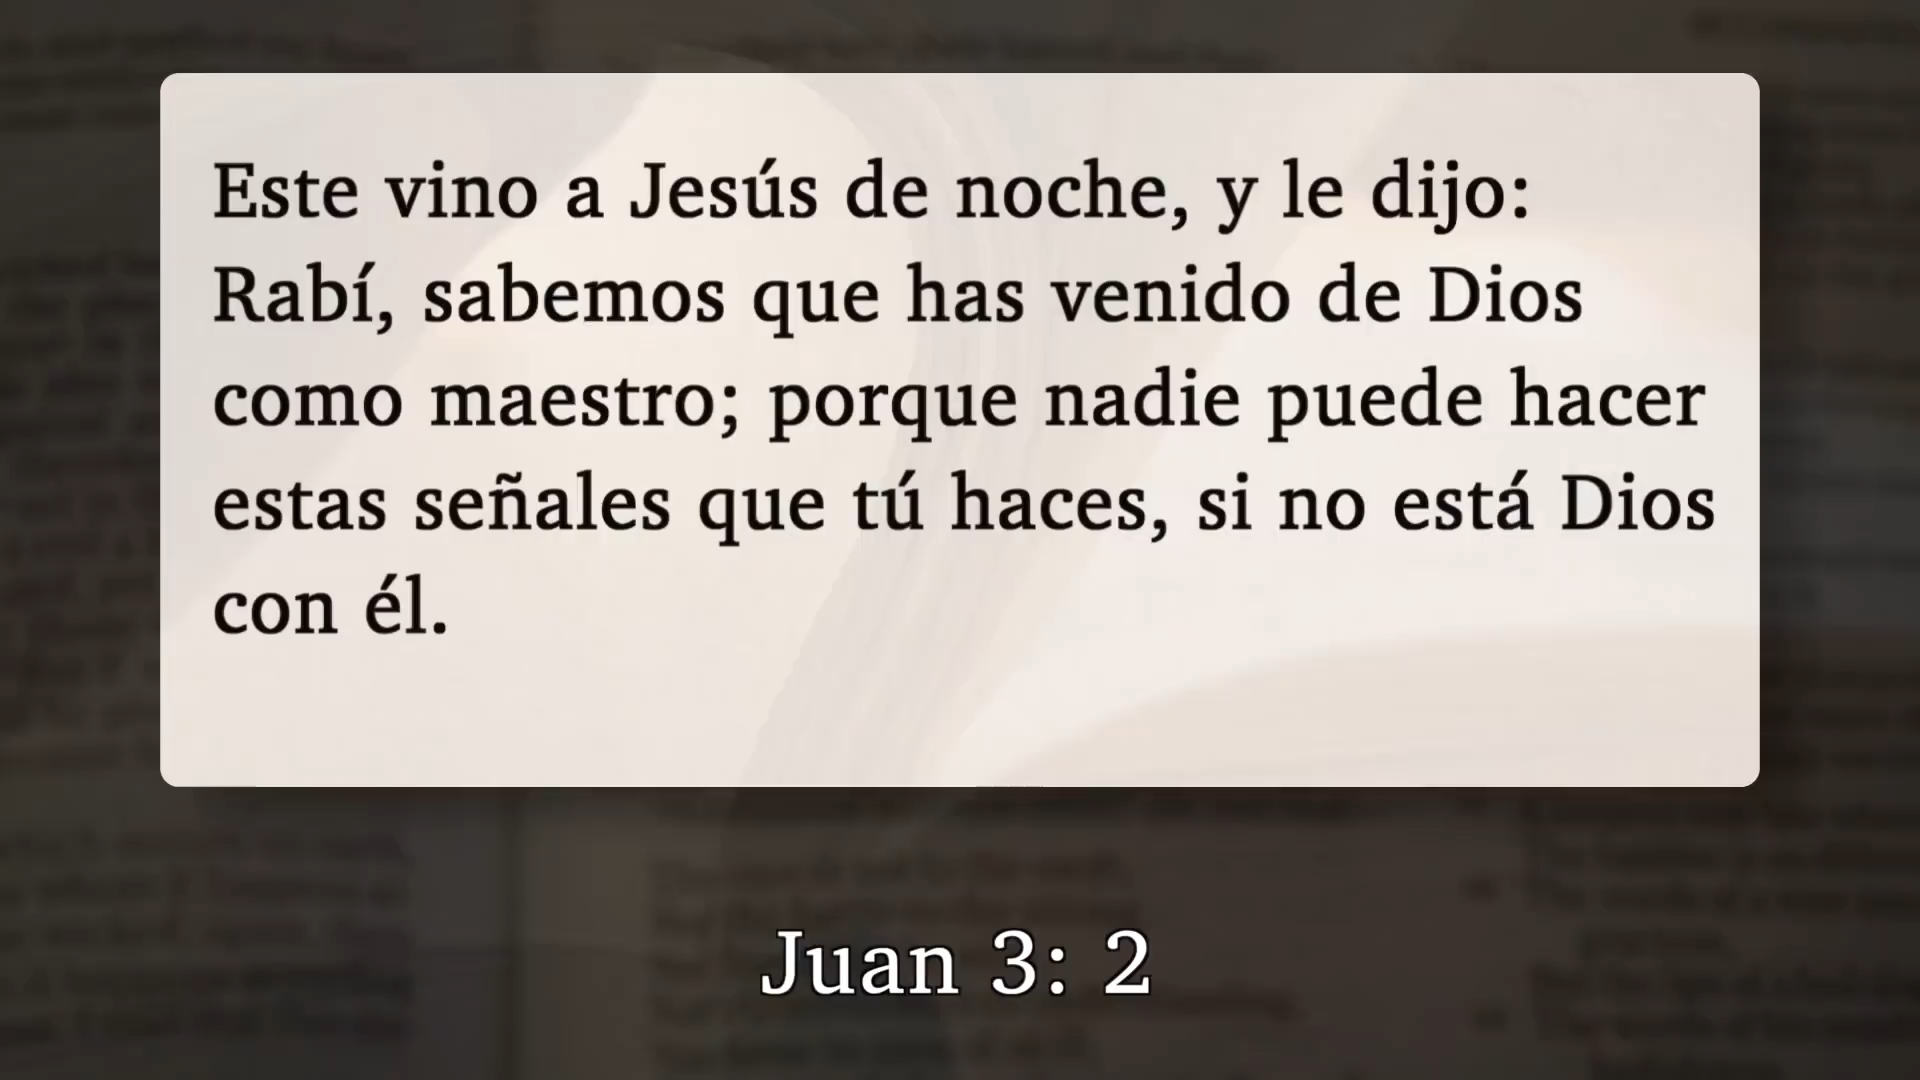 Este vino a Jesús de noche, y le dijo:
Rabí, sabemos que has venido de Dios
como maestro; porque nadie puede hacer
estas señales que tú haces, si no está Dios
con él.
Juan 3: 2